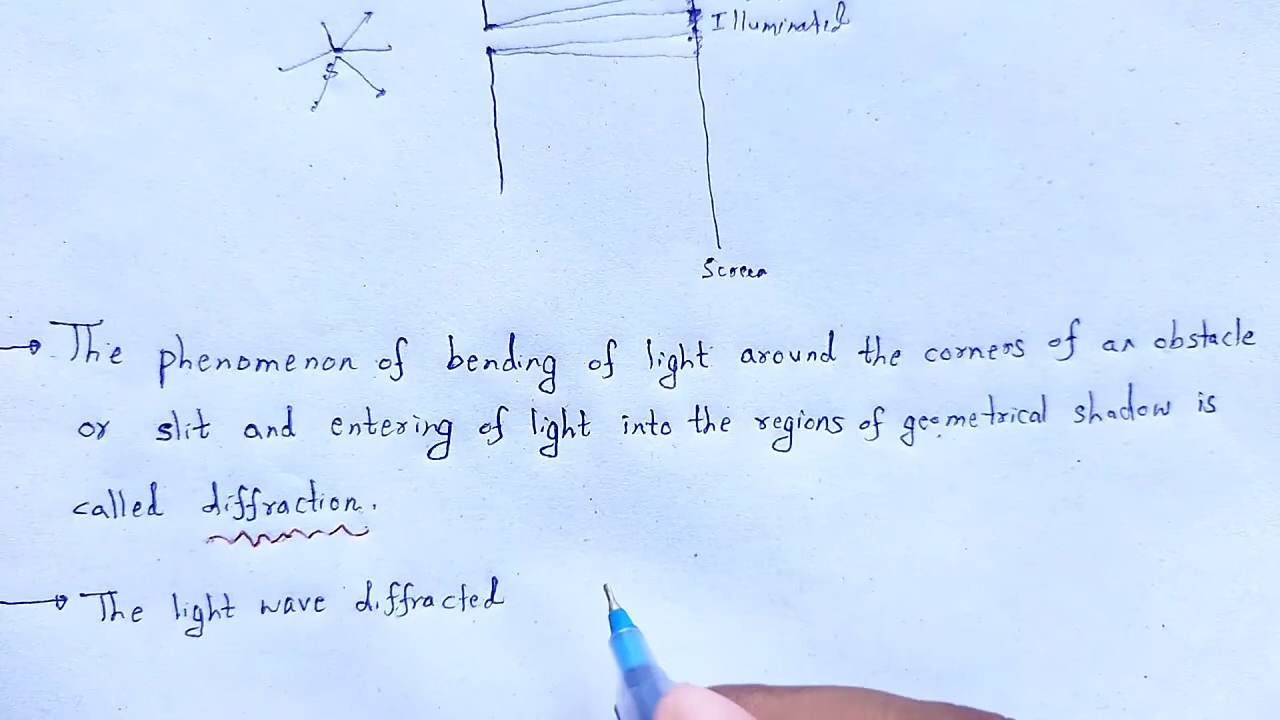 Illuminated
S
Screen
The phenomenon of bending of light around the corners of an obstacle
or slit and entering of light into the regions of geometrical shadow is
called diffraction.
The light wave diffracted